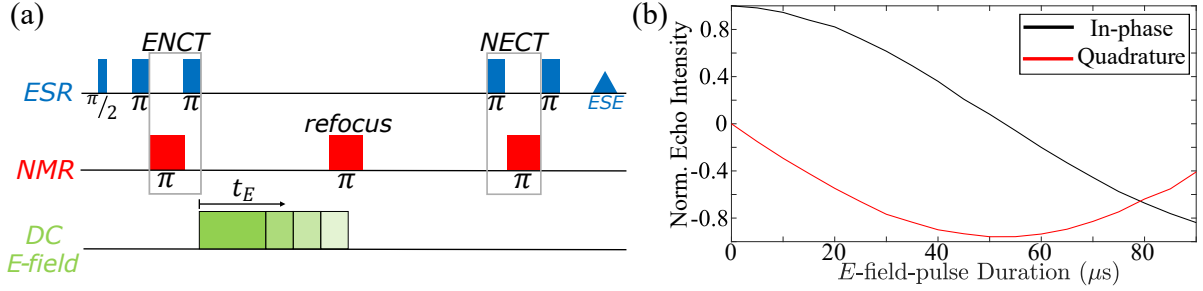 (a)
ENCT
NECT
ESR
π/2
π
π
π
π
ESE
refocus
NMR
π
π
π
t_E
DC
E-field
(b)
In-phase
Quadrature
Norm. Echo Intensity
0.8
0.4
0
-0.4
-0.8
0
20
40
60
80
E-field-pulse Duration (μs)